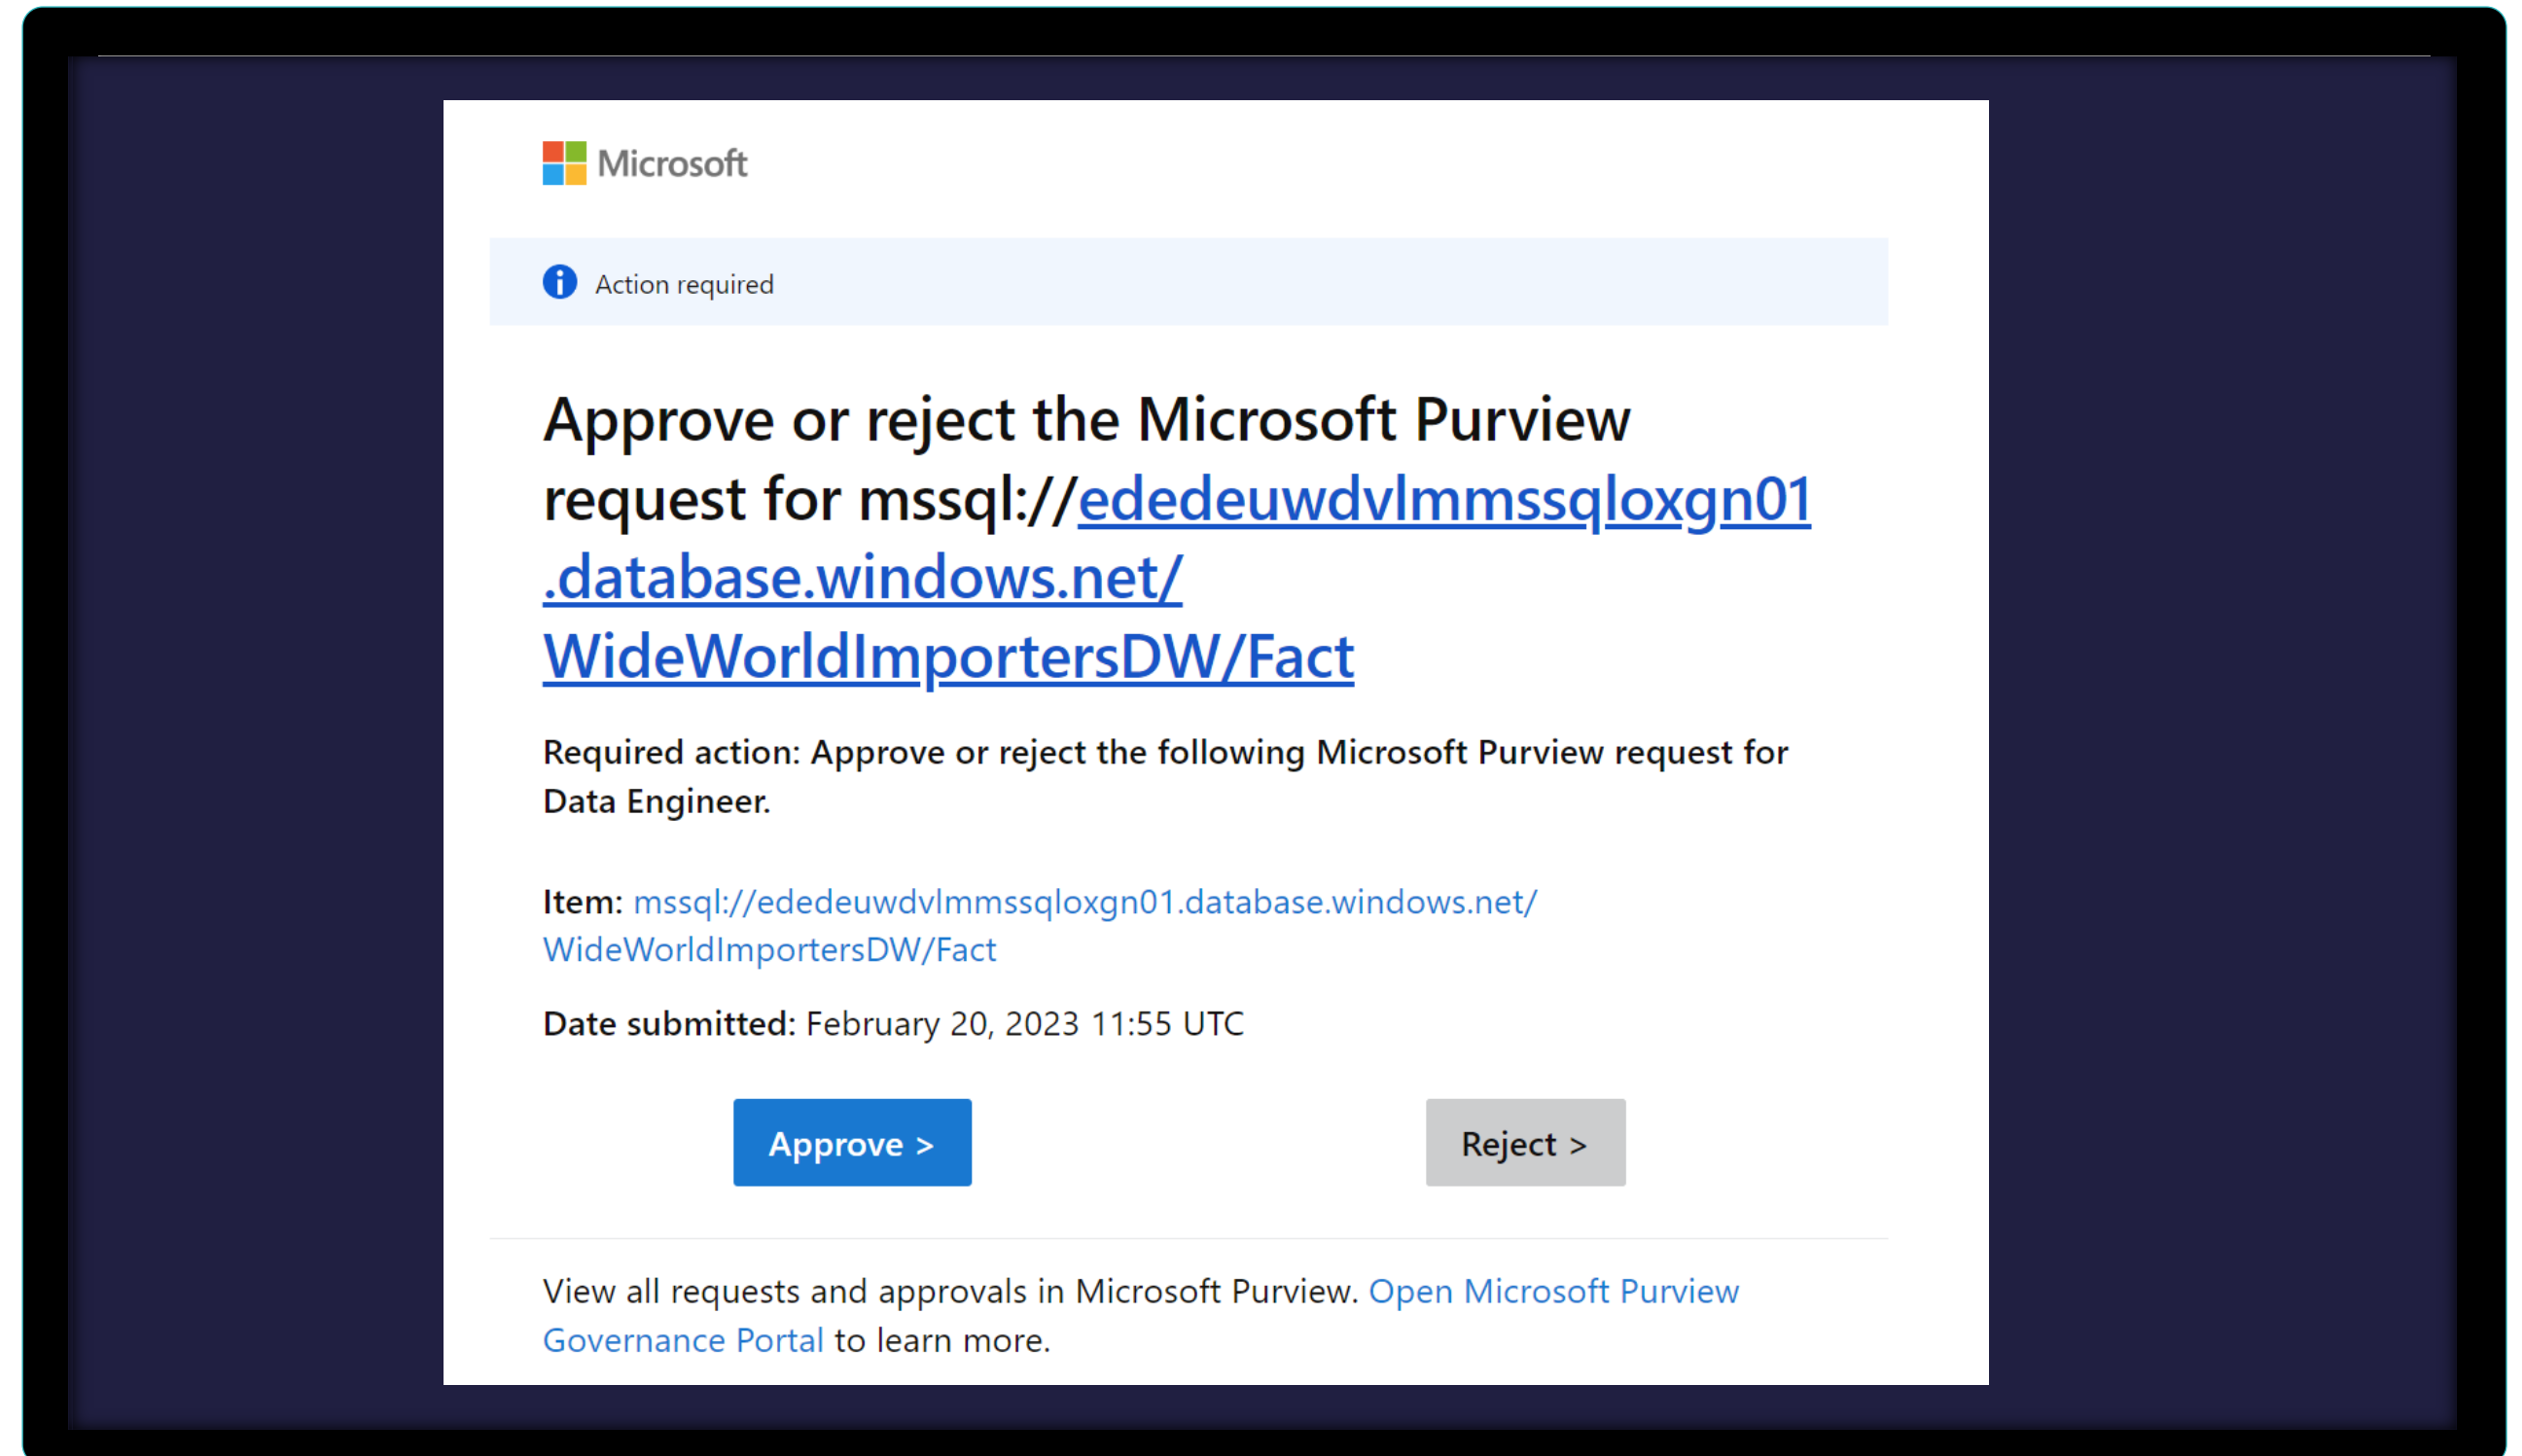 Microsoft
Action required
Approve or reject the Microsoft Purview
request for mssql://ededeuwdvlmmssqloxgn01
.database.windows.net/
WideWorldImportersDW/Fact
Required action: Approve or reject the following Microsoft Purview request for
Data Engineer.
Item: mssql://ededeuwdvlmmssqloxgn01.database.windows.net/
WideWorldImportersDW/Fact
Date submitted: February 20, 2023 11:55 UTC
Approve > Reject >
View all requests and approvals in Microsoft Purview. Open Microsoft Purview
Governance Portal to learn more.